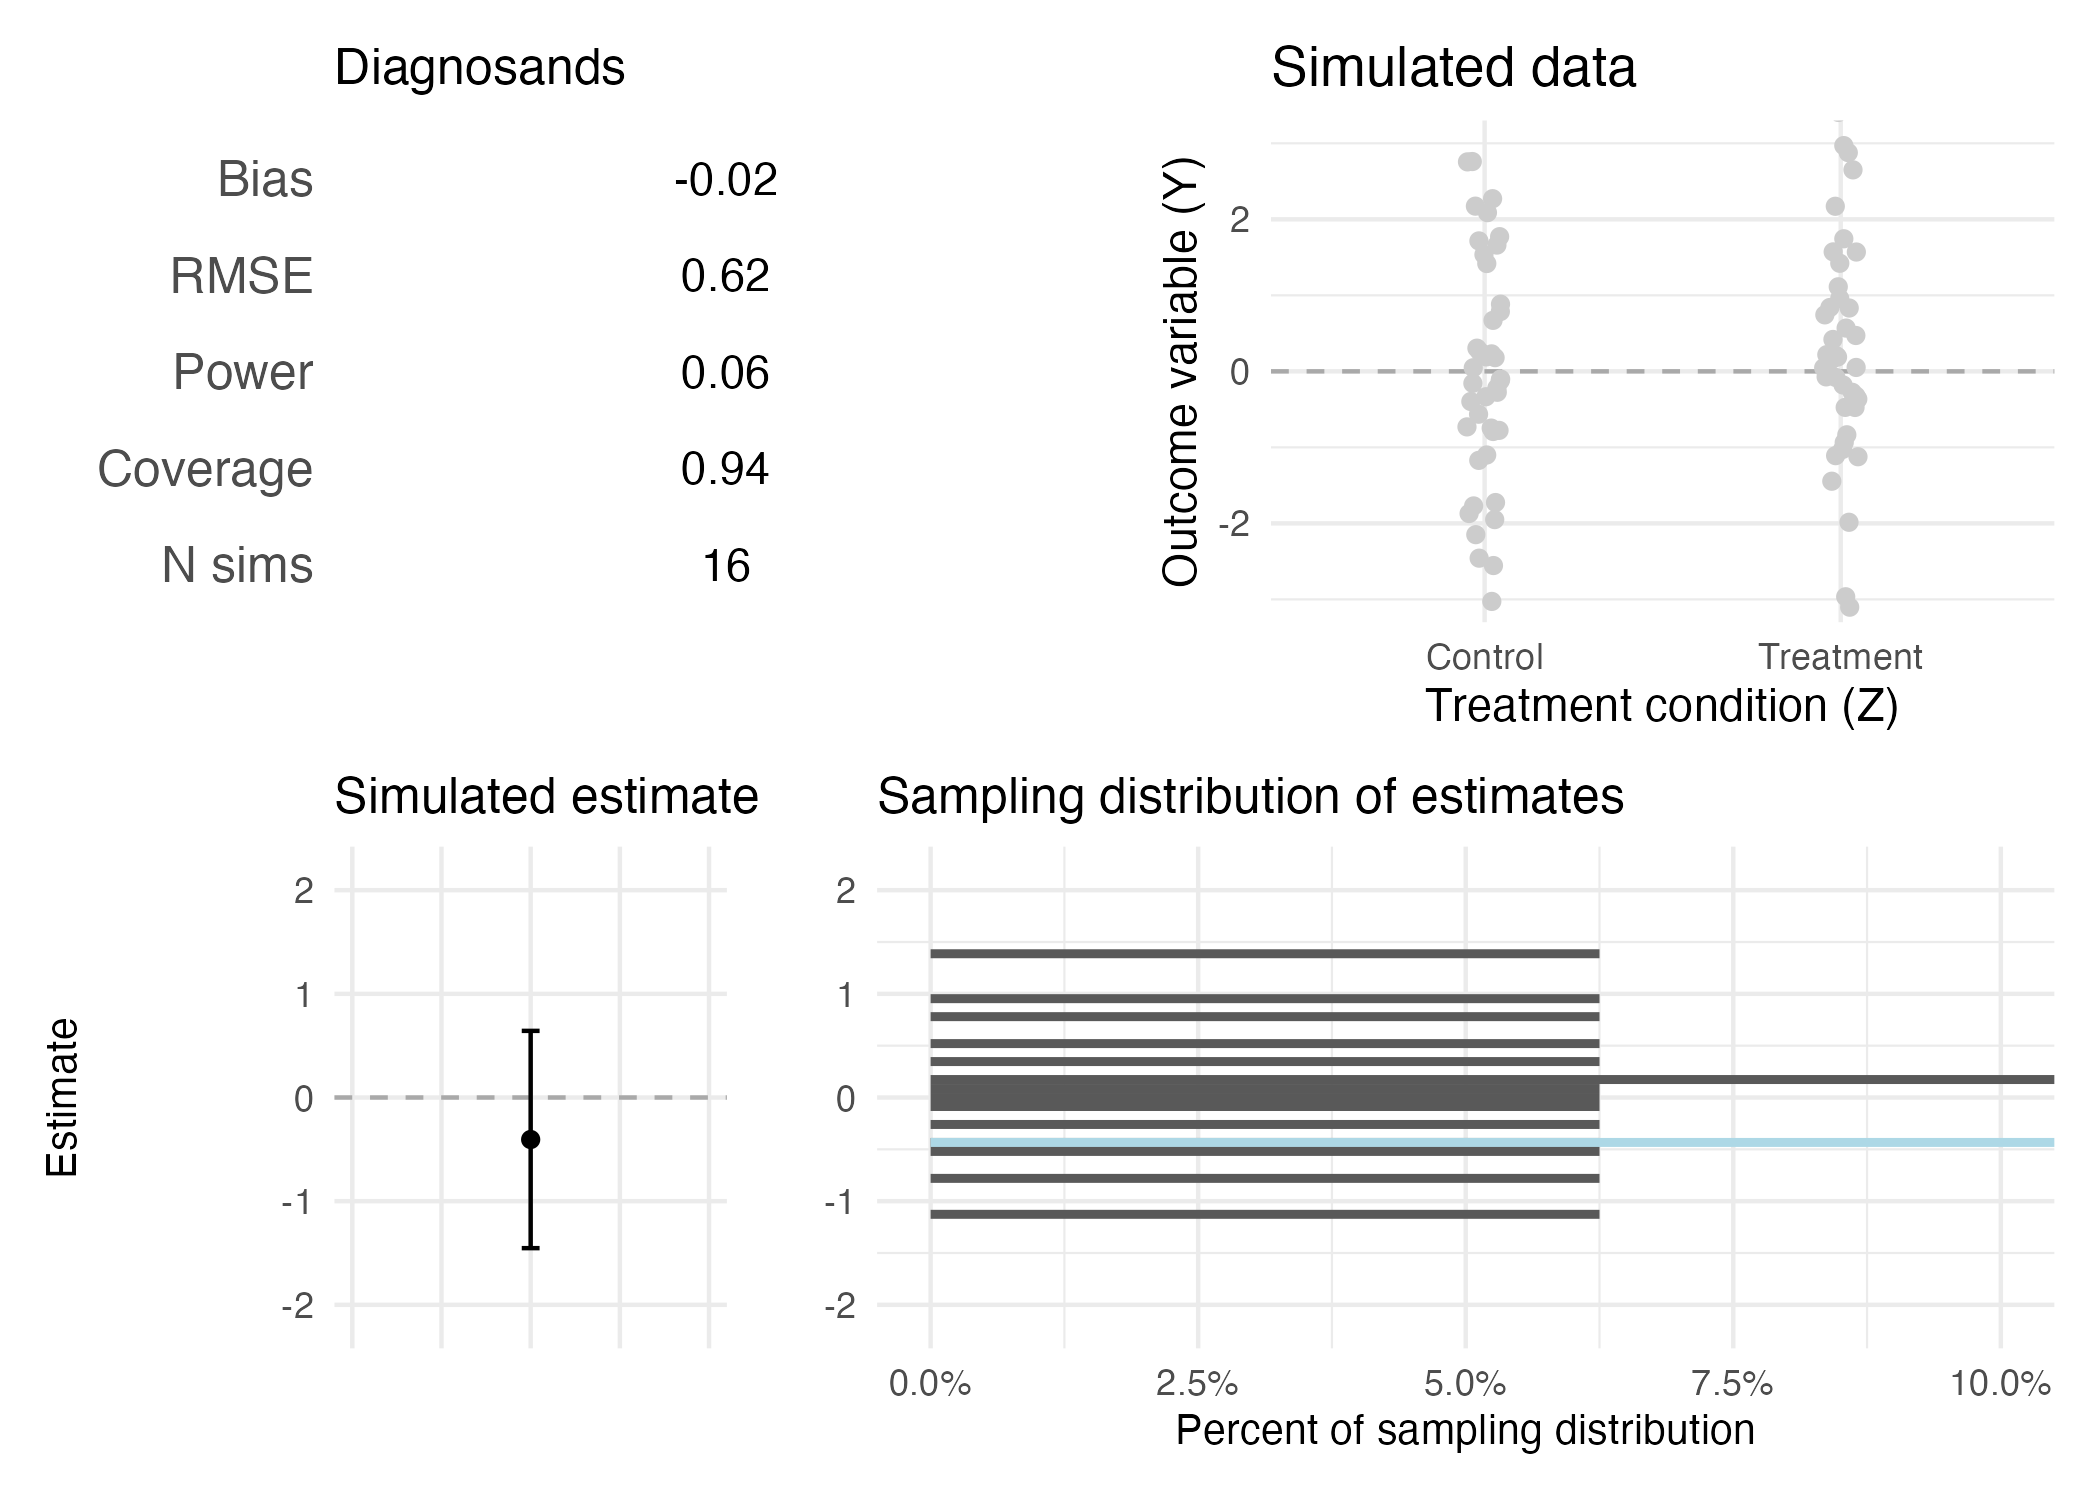 Diagnosands
Bias -0.02
RMSE 0.62
Power 0.06
Coverage 0.94
N sims 16
Simulated data
Outcome variable (Y)
2
0
-2
Control Treatment
Treatment condition (Z)
Simulated estimate
Estimate
2
1
0
-1
-2
Sampling distribution of estimates
2
1
0
-1
-2
0.0% 2.5% 5.0% 7.5% 10.0%
Percent of sampling distribution